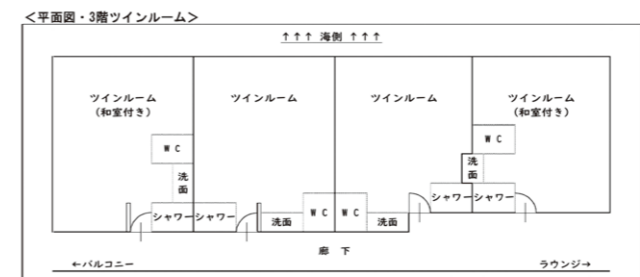 ＜平面図・3階ツインルーム＞
↑↑↑ 海側 ↑↑↑
ツインルーム
(和室付き)
ツインルーム
ツインルーム
ツインルーム
(和室付き)
ＷＣ
洗
面
シャワー
シャワー
洗面
ＷＣ
ＷＣ
洗面
シャワー
シャワー
ＷＣ
洗
面
廊 下
←バルコニー
ラウンジ→